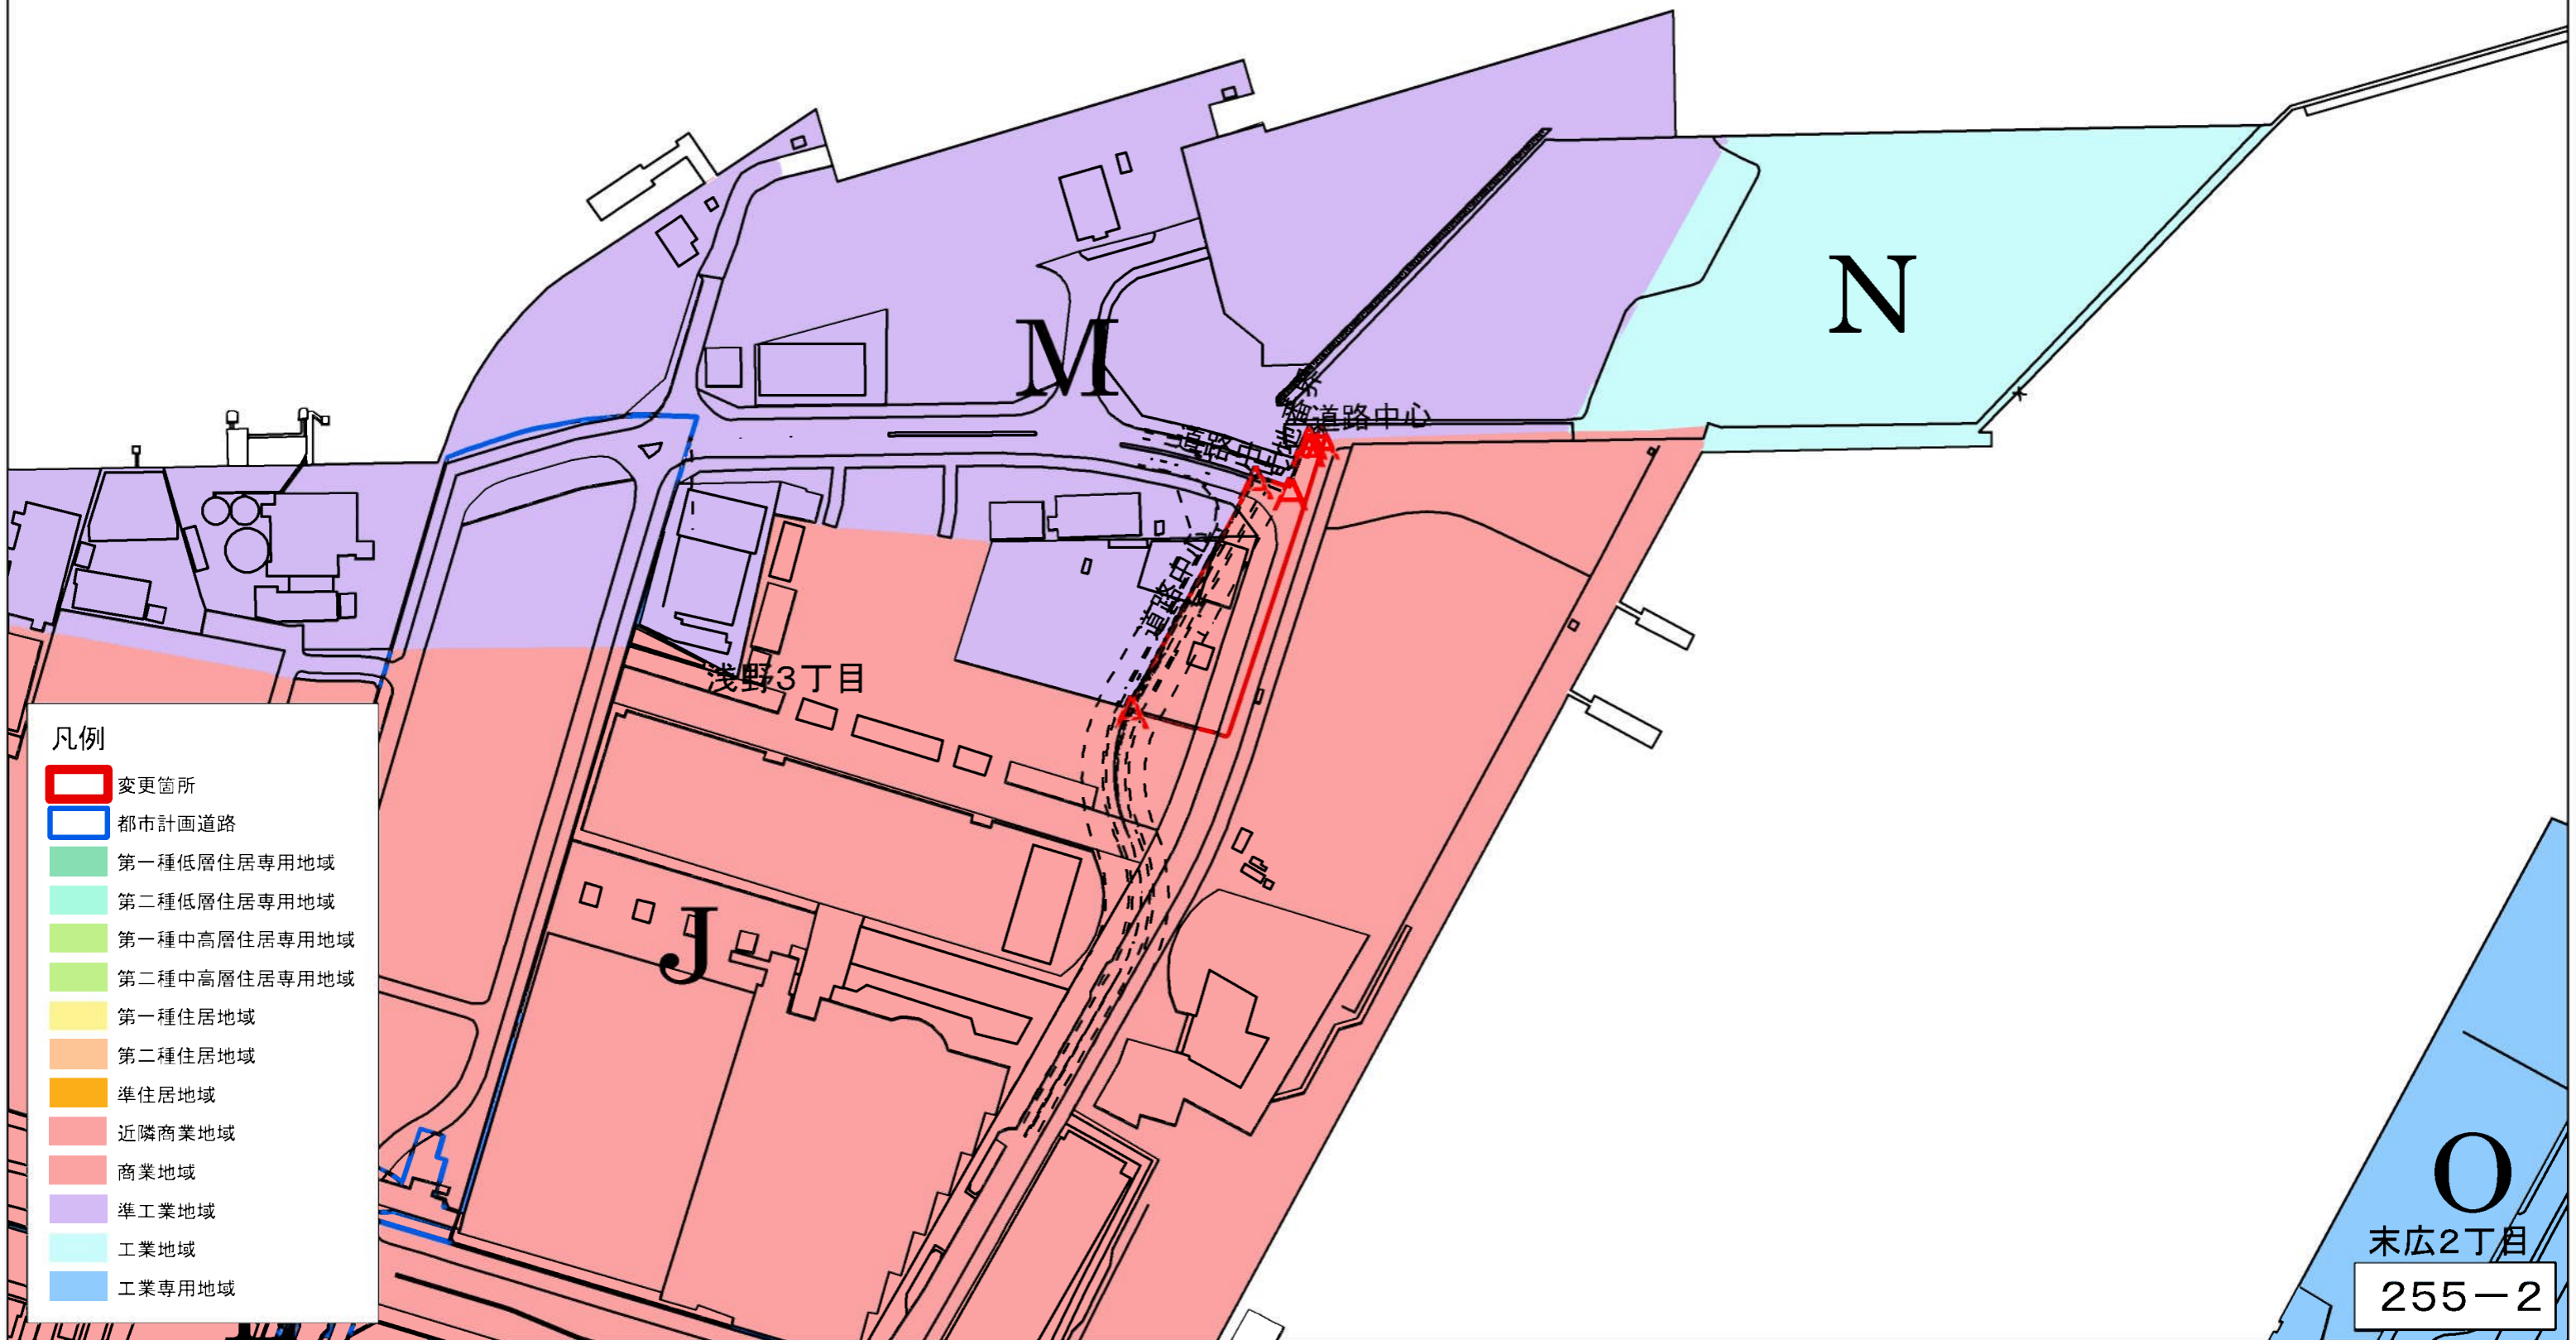 M
N
道路中心
道路中心
地番界
A
A
A
A
A
道路中心
浅野3丁目
A
J
凡例
変更箇所
都市計画道路
第一種低層住居専用地域
第二種低層住居専用地域
第一種中高層住居専用地域
第二種中高層住居専用地域
第一種住居地域
第二種住居地域
準住居地域
近隣商業地域
商業地域
準工業地域
工業地域
工業専用地域
O
末広2丁目
255-2